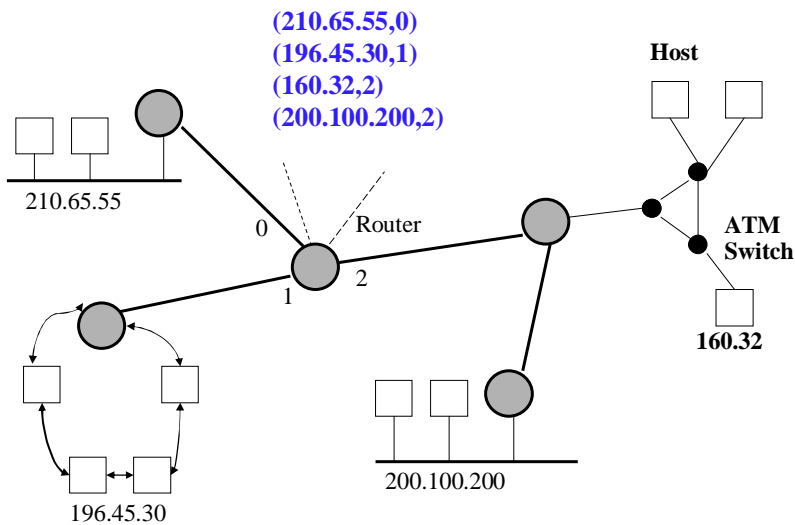 (210.65.55,0)
(196.45.30,1)
(160.32,2)
(200.100.200,2)
Host
210.65.55
0
Router
ATM
Switch
1
2
160.32
200.100.200
196.45.30